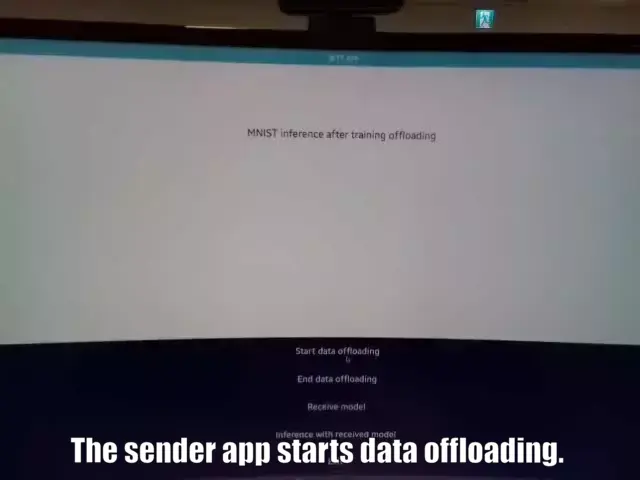 MNIST inference after training offloading
Start data offloading
End data offloading
Receive model
Inference with received model
The sender app starts data offloading.